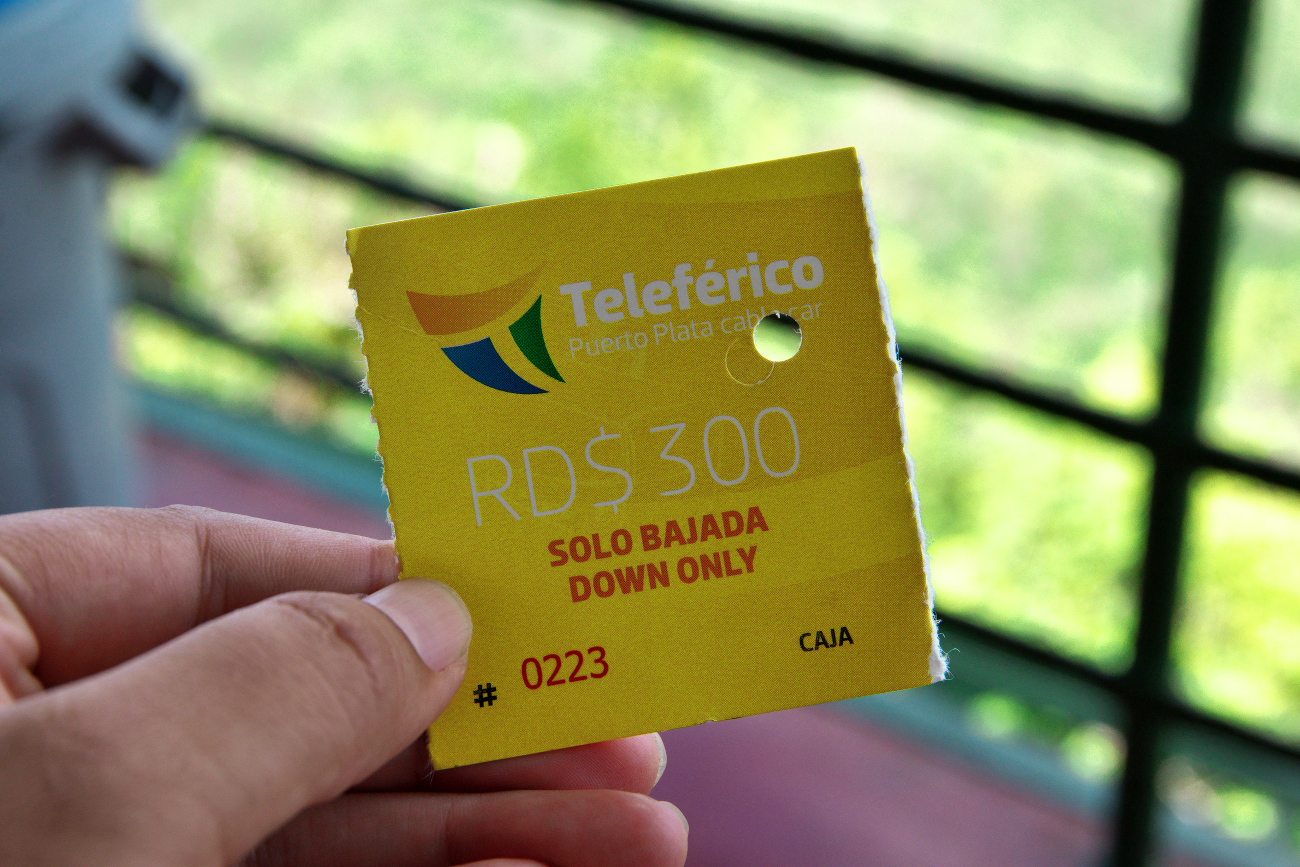 Teleférico
Puerto Plata cable car
RD$ 300
SOLO BAJADA
DOWN ONLY
# 0223
CAJA